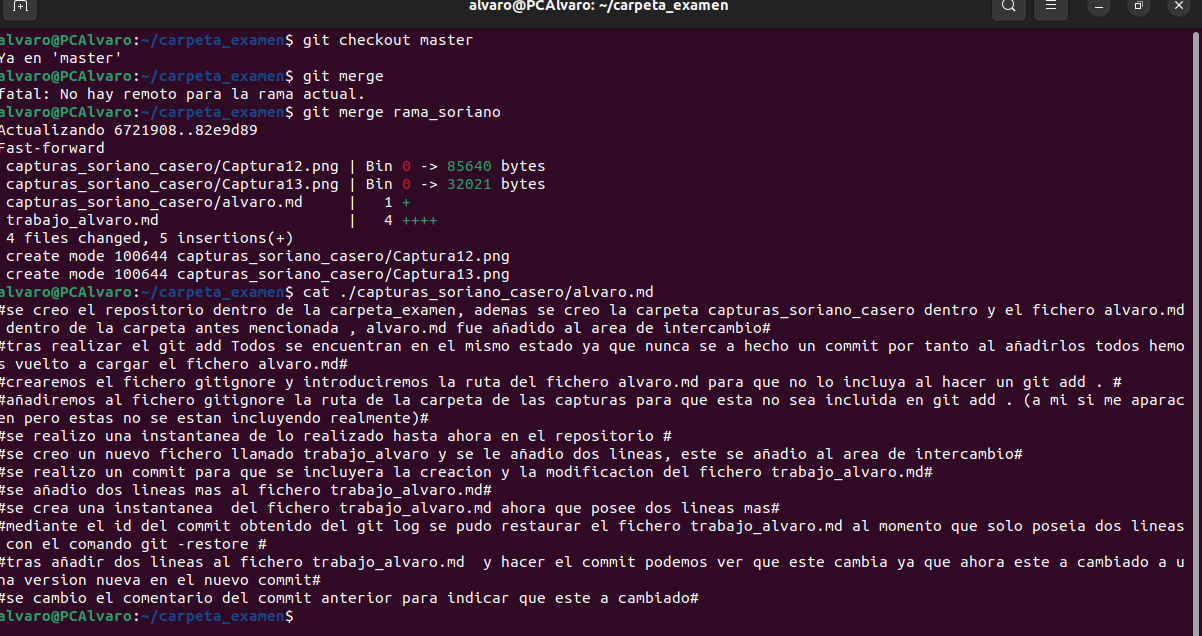 alvaro@PCAlvaro: ~/carpeta_examen
alvaro@PCAlvaro:~/carpeta_examen$ git checkout master
Ya en 'master'
alvaro@PCAlvaro:~/carpeta_examen$ git merge
fatal: No hay remoto para la rama actual.
alvaro@PCAlvaro:~/carpeta_examen$ git merge rama_soriano
Actualizando 6721908..82e9d89
Fast-forward
 capturas_soriano_casero/Captura12.png | Bin 0 -> 85640 bytes
 capturas_soriano_casero/Captura13.png | Bin 0 -> 32021 bytes
 capturas_soriano_casero/alvaro.md     |   1 +
 trabajo_alvaro.md                     |   4 ++++
 4 files changed, 5 insertions(+)
 create mode 100644 capturas_soriano_casero/Captura12.png
 create mode 100644 capturas_soriano_casero/Captura13.png
alvaro@PCAlvaro:~/carpeta_examen$ cat ./capturas_soriano_casero/alvaro.md
#se creo el repositorio dentro de la carpeta_examen, ademas se creo la carpeta capturas_soriano_casero dentro y el fichero alvaro.md
 dentro de la carpeta antes mencionada , alvaro.md fue añadido al area de intercambio#
#tras realizar el git add Todos se encuentran en el mismo estado ya que nunca se a hecho un commit por tanto al añadirlos todos hemo
s vuelto a cargar el fichero alvaro.md#
#crearemos el fichero gitignore y introduciremos la ruta del fichero alvaro.md para que no lo incluya al hacer un git add . #
#añadiremos al fichero gitignore la ruta de la carpeta de las capturas para que esta no sea incluida en git add . (a mi si me aparac
en pero estas no se estan incluyendo realmente)#
#se realizo una instantanea de lo realizado hasta ahora en el repositorio #
#se creo un nuevo fichero llamado trabajo_alvaro y se le añadio dos lineas, este se añadio al area de intercambio#
#se realizo un commit para que se incluyera la creacion y la modificacion del fichero trabajo_alvaro.md#
#se añadio dos lineas mas al fichero trabajo_alvaro.md#
#se crea una instantanea  del fichero trabajo_alvaro.md ahora que posee dos lineas mas#
#mediante el id del commit obtenido del git log se pudo restaurar el fichero trabajo_alvaro.md al momento que solo poseia dos lineas
 con el comando git -restore #
#tras añadir dos lineas al fichero trabajo_alvaro.md  y hacer el commit podemos ver que este cambia ya que ahora este a cambiado a u
na version nueva en el nuevo commit#
#se cambio el comentario del commit anterior para indicar que este a cambiado#
alvaro@PCAlvaro:~/carpeta_examen$